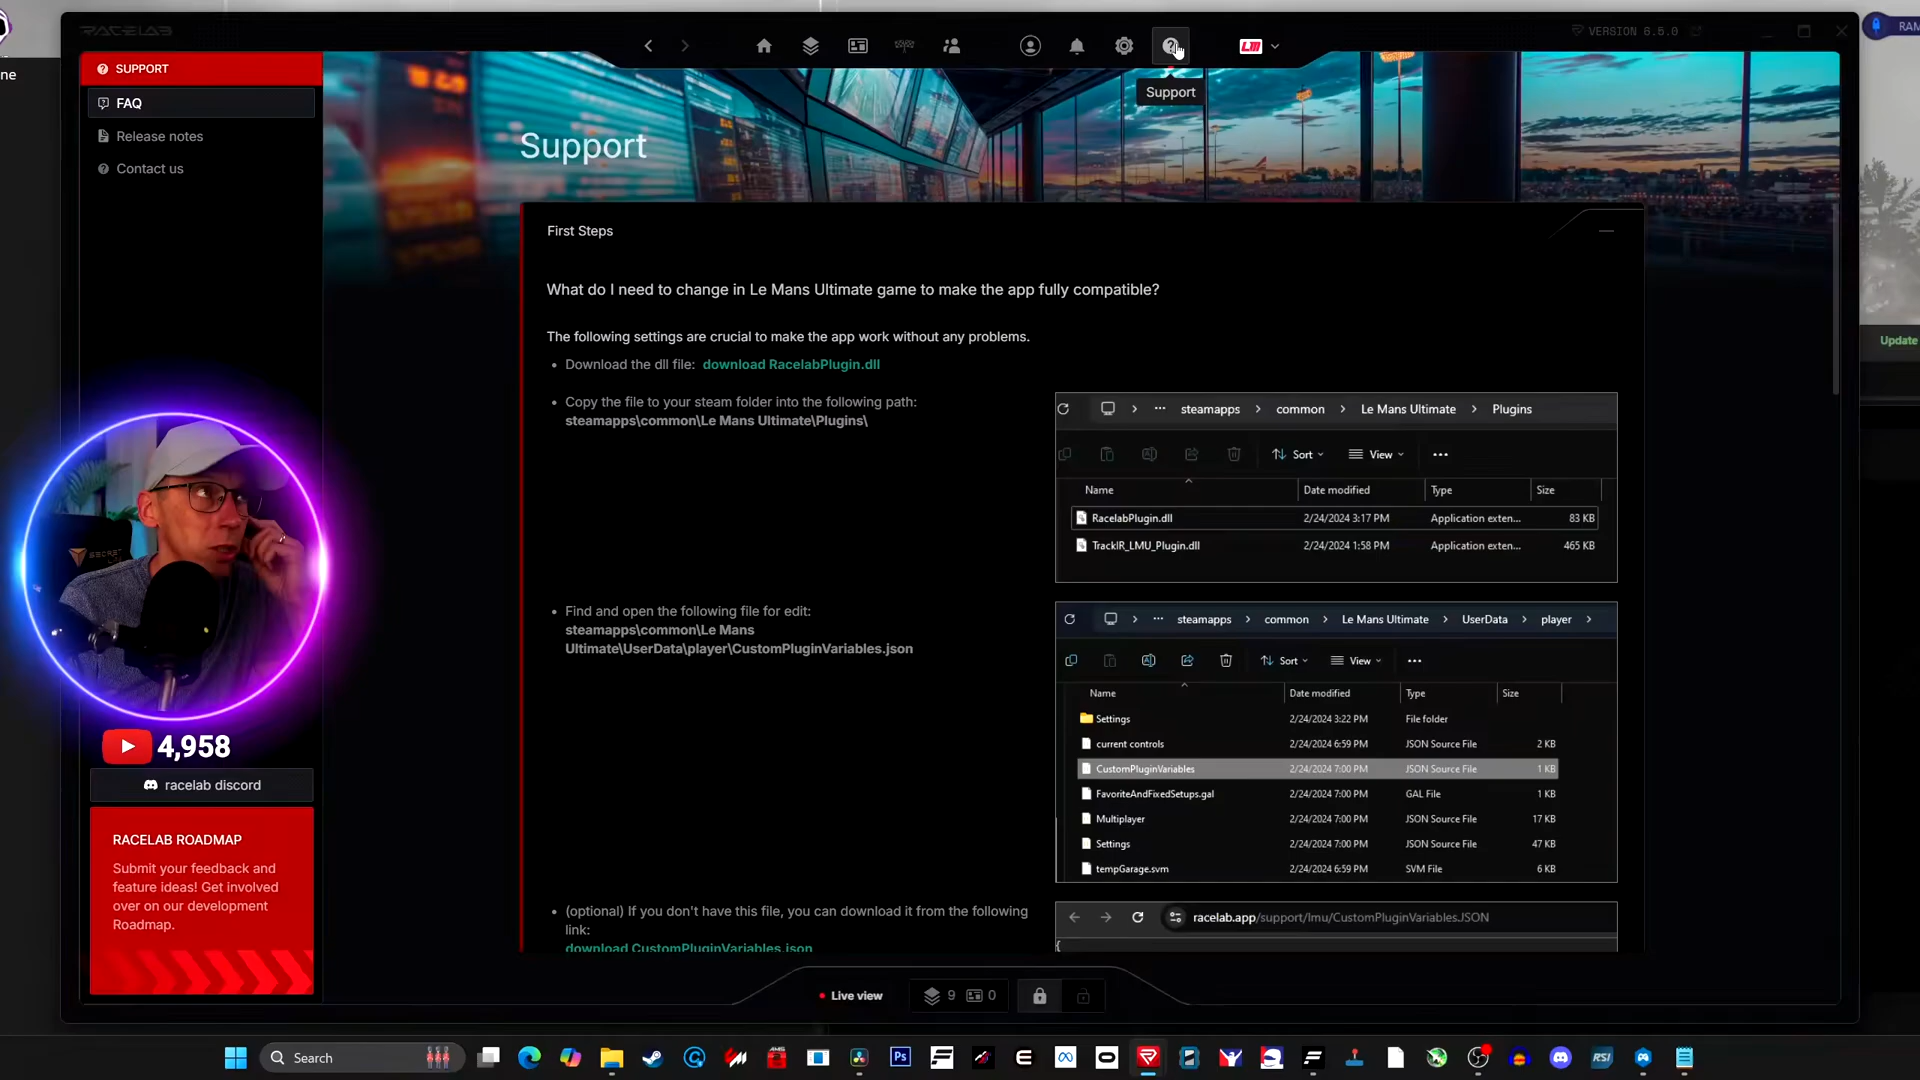 RACELAB
VERSION 6.5.0
RAM
ne
SUPPORT
FAQ
Release notes
Contact us
LM
Support
Support
Update
First Steps
What do I need to change in Le Mans Ultimate game to make the app fully compatible?
The following settings are crucial to make the app work without any problems.
• Download the dll file: download RacelabPlugin.dll
• Copy the file to your steam folder into the following path:
steamapps\common\Le Mans Ultimate\Plugins\
steamapps > common > Le Mans Ultimate > Plugins
Sort
View
Name Date modified Type Size
RacelabPlugin.dll 2/24/2024 3:17 PM Application exten... 83 KB
TrackIR_LMU_Plugin.dll 2/24/2024 1:58 PM Application exten... 465 KB
• Find and open the following file for edit:
steamapps\common\Le Mans
Ultimate\UserData\player\CustomPluginVariables.json
steamapps > common > Le Mans Ultimate > UserData > player >
Sort
View
Name Date modified Type Size
Settings 2/24/2024 3:22 PM File folder
current controls 2/24/2024 6:59 PM JSON Source File 2 KB
CustomPluginVariables 2/24/2024 7:00 PM JSON Source File 1 KB
FavoriteAndFixedSetups.gal 2/24/2024 7:00 PM GAL File 1 KB
Multiplayer 2/24/2024 7:00 PM JSON Source File 17 KB
Settings 2/24/2024 7:00 PM JSON Source File 47 KB
tempGarage.svm 2/24/2024 6:59 PM SVM File 6 KB
• (optional) If you don't have this file, you can download it from the following
link:
download CustomPluginVariables.json
racelab.app/support/lmu/CustomPluginVariables.JSON
{
4,958
racelab discord
RACELAB ROADMAP
Submit your feedback and
feature ideas! Get involved
over on our development
Roadmap.
Live view
9
0
Search
Ps
RSI